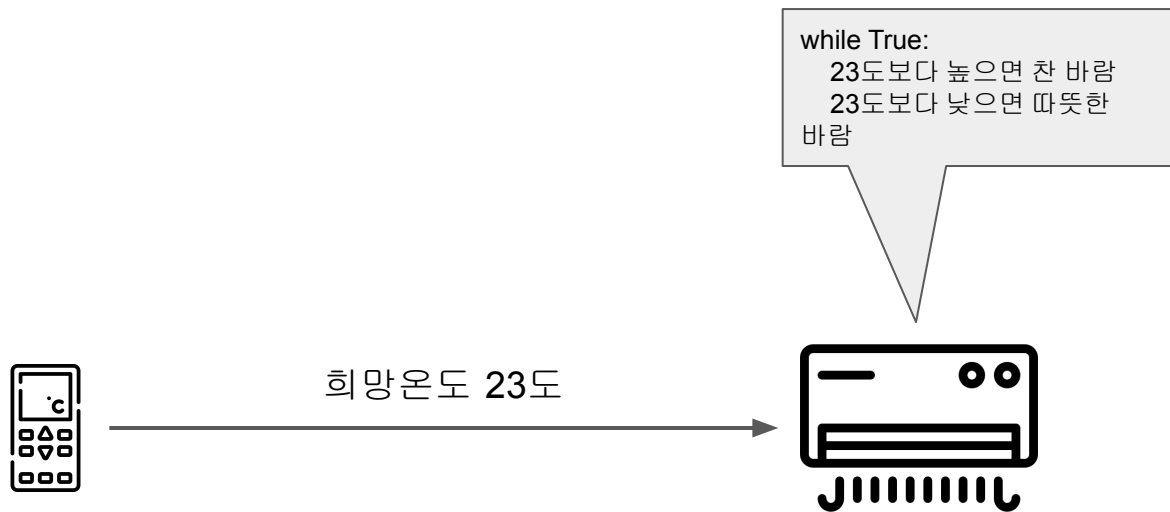 while True:
23도보다 높으면 찬 바람
23도보다 낮으면 따뜻한
바람
희망온도 23도
°C